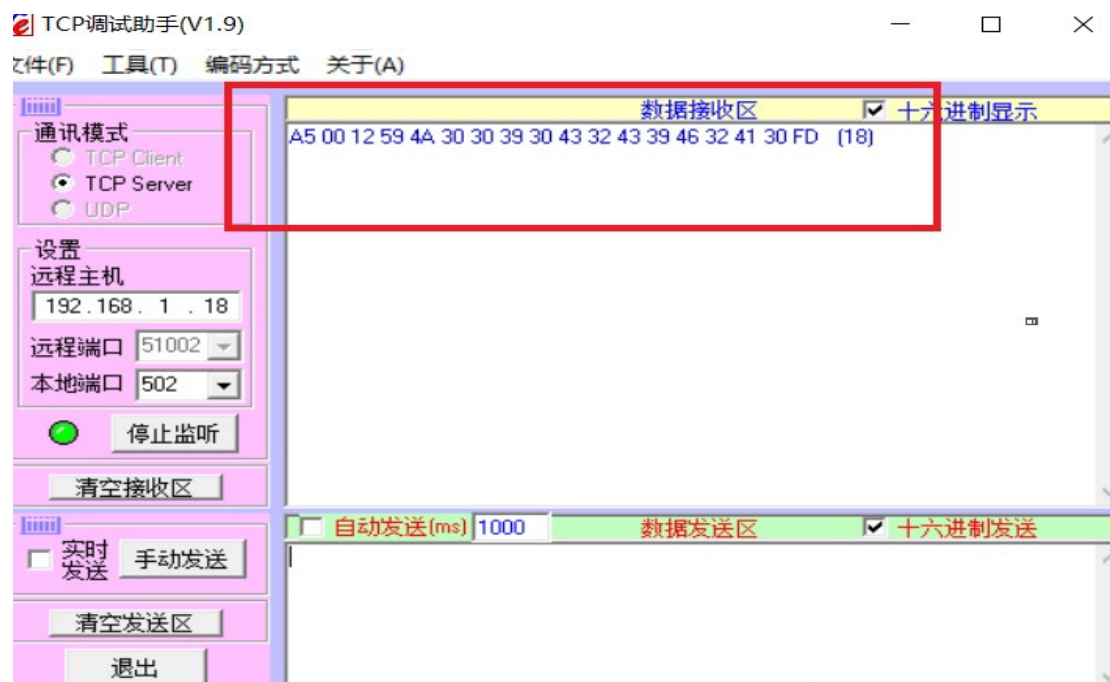 TCP调试助手(V1.9)
文件(F) 工具(T) 编码方式 关于(A)
通讯模式
TCP Client
TCP Server
UDP
设置
远程主机
192.168. 1 . 18
远程端口 51002
本地端口 502
停止监听
清空接收区
实时发送 手动发送
清空发送区
退出
数据接收区 十六进制显示
A5 00 12 59 4A 30 30 39 30 43 32 43 39 46 32 41 30 FD (18)
自动发送(ms) 1000 数据发送区 十六进制发送